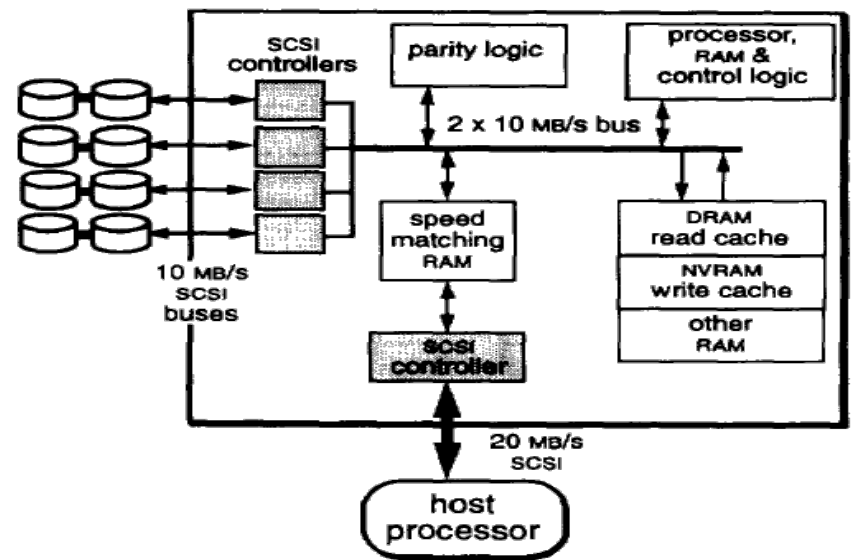 SCSI
controllers
parity logic
processor,
RAM &
control logic
2 x 10 MB/s bus
speed
matching
RAM
DRAM
read cache
NVRAM
write cache
other
RAM
10 MB/s
SCSI
buses
SCSI
controller
20 MB/s
SCSI
host
processor